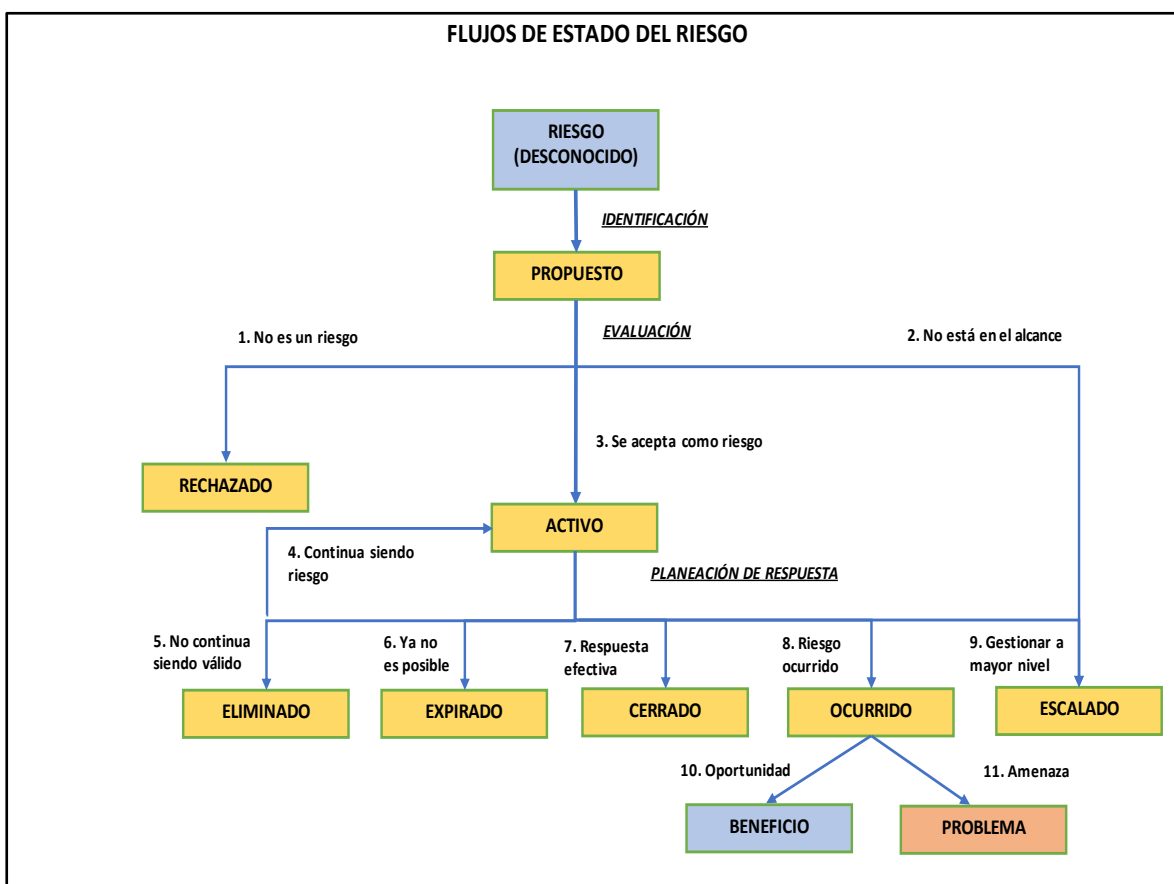 FLUJOS DE ESTADO DEL RIESGO
RIESGO
(DESCONOCIDO)
IDENTIFICACIÓN
PROPUESTO
EVALUACIÓN
1. No es un riesgo
2. No está en el alcance
3. Se acepta como riesgo
RECHAZADO
ACTIVO
4. Continua siendo
riesgo
PLANEACIÓN DE RESPUESTA
5. No continua
siendo válido
6. Ya no
es posible
7. Respuesta
efectiva
8. Riesgo
ocurrido
9. Gestionar a
mayor nivel
ELIMINADO
EXPIRADO
CERRADO
OCURRIDO
ESCALADO
10. Oportunidad
11. Amenaza
BENEFICIO
PROBLEMA